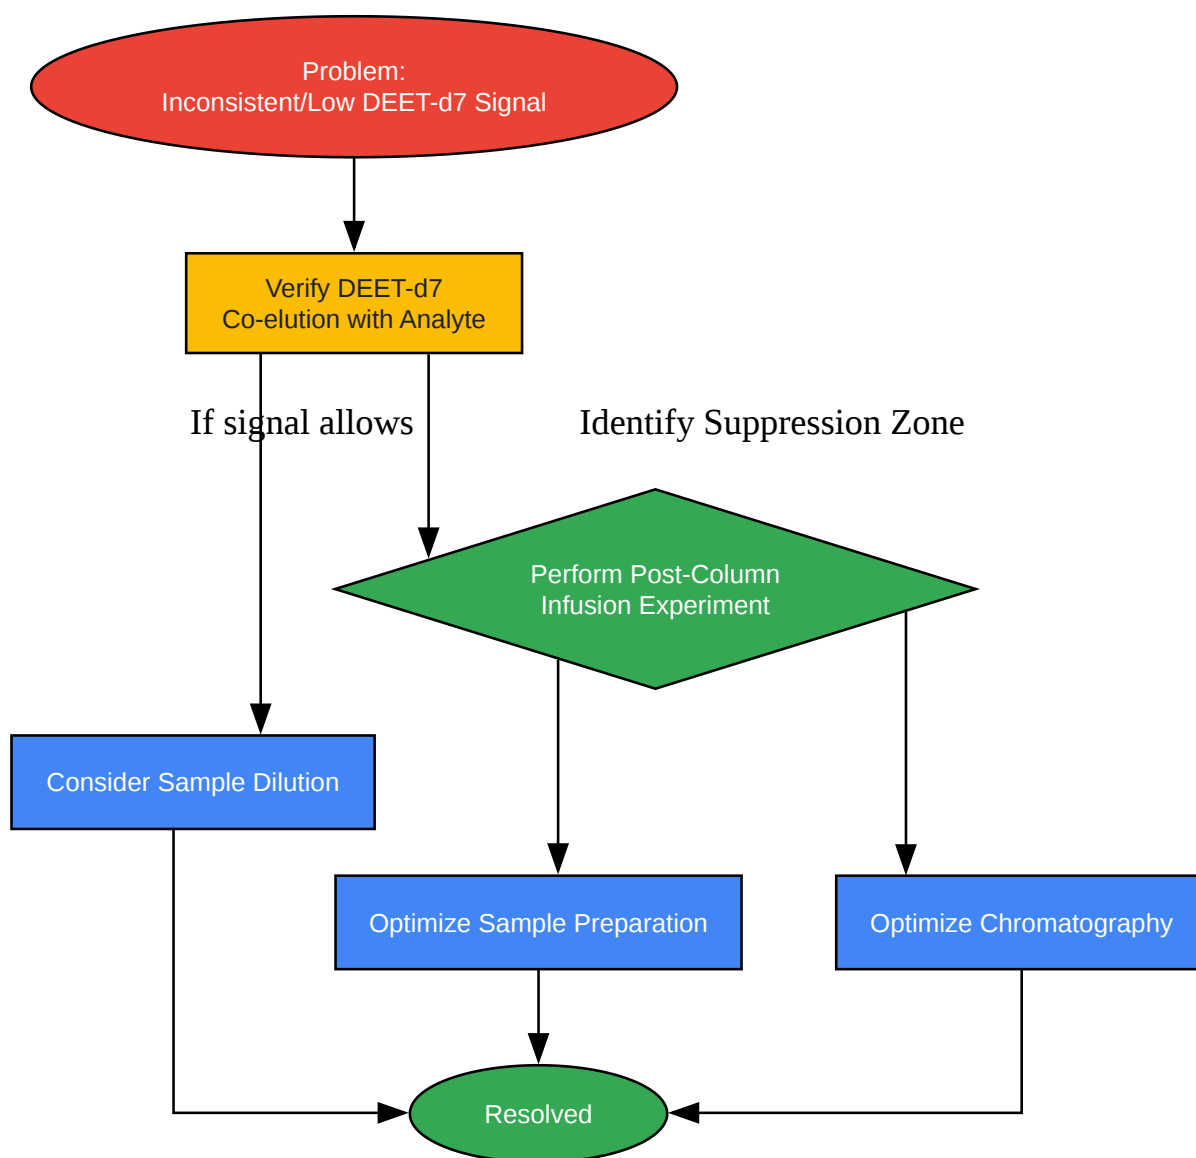 Problem:
Inconsistent/Low DEET-d7 Signal
Verify DEET-d7
Co-elution with Analyte
If signal allows
Identify Suppression Zone
Perform Post-Column
Infusion Experiment
Consider Sample Dilution
Optimize Sample Preparation
Optimize Chromatography
Resolved